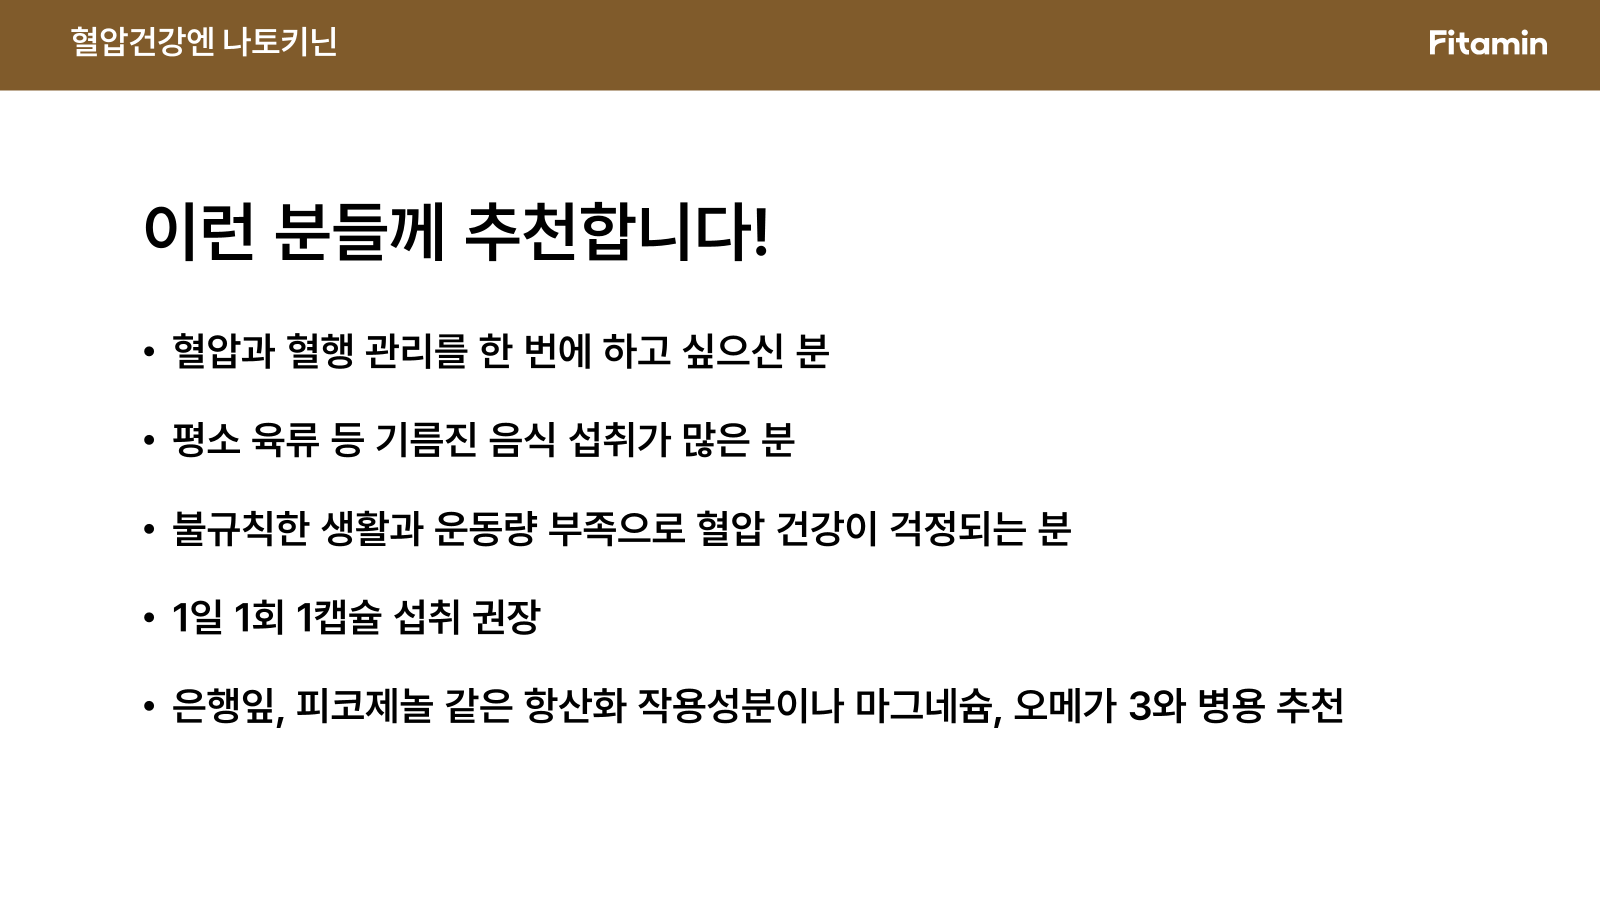 혈압건강엔 나토키닌
Fitamin
이런 분들께 추천합니다!
• 혈압과 혈행 관리를 한 번에 하고 싶으신 분
• 평소 육류 등 기름진 음식 섭취가 많은 분
• 불규칙한 생활과 운동량 부족으로 혈압 건강이 걱정되는 분
• 1일 1회 1캡슐 섭취 권장
• 은행잎, 피코제놀 같은 항산화 작용성분이나 마그네슘, 오메가 3와 병용 추천